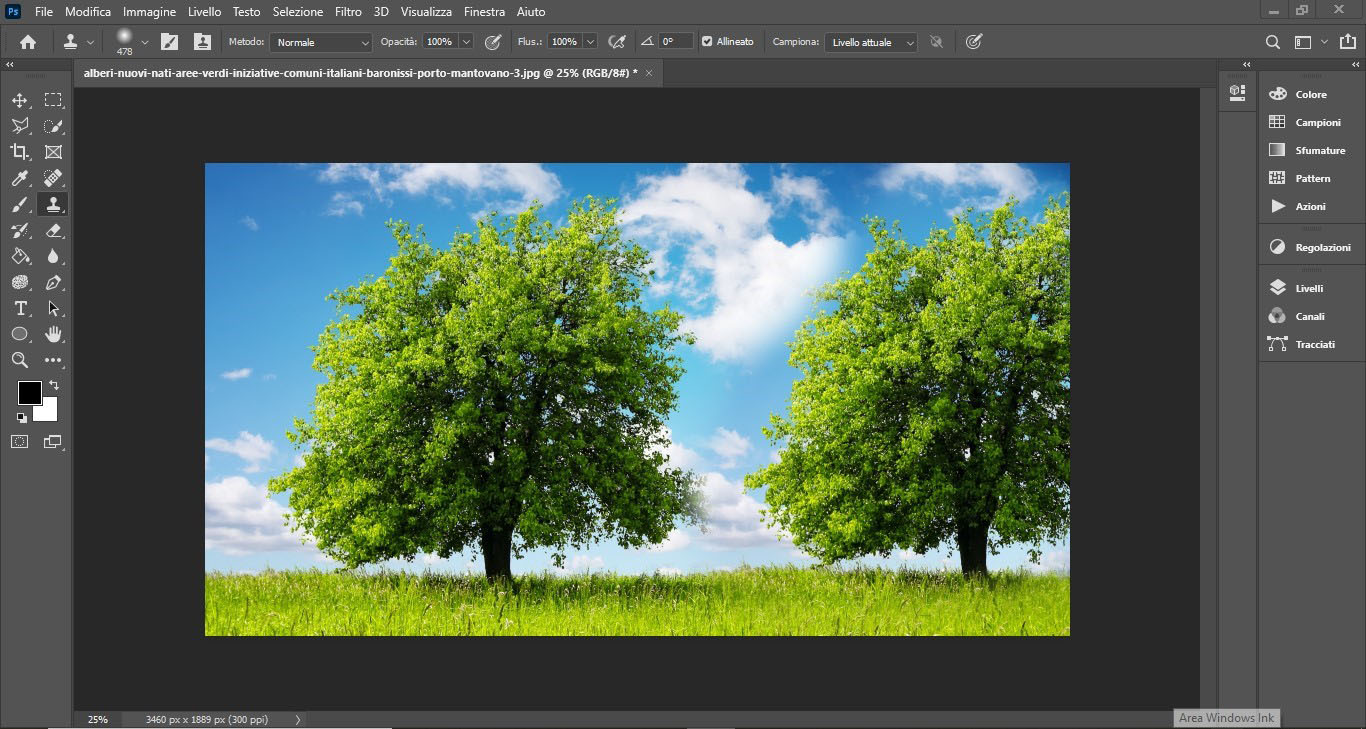 Ps File Modifica Immagine Livello Testo Selezione Filtro 3D Visualizza Finestra Aiuto
478 Metodo: Normale Opacità: 100% Flus.: 100% 0° Allineato Campiona: Livello attuale
alberi-nuovi-nati-aree-verdi-iniziative-comuni-italiani-baronissi-porto-mantovano-3.jpg @ 25% (RGB/8#) *
Colore
Campioni
Sfumature
Pattern
Azioni
Regolazioni
Livelli
Canali
Tracciati
25% 3460 px x 1889 px (300 ppi)
Area Windows Ink